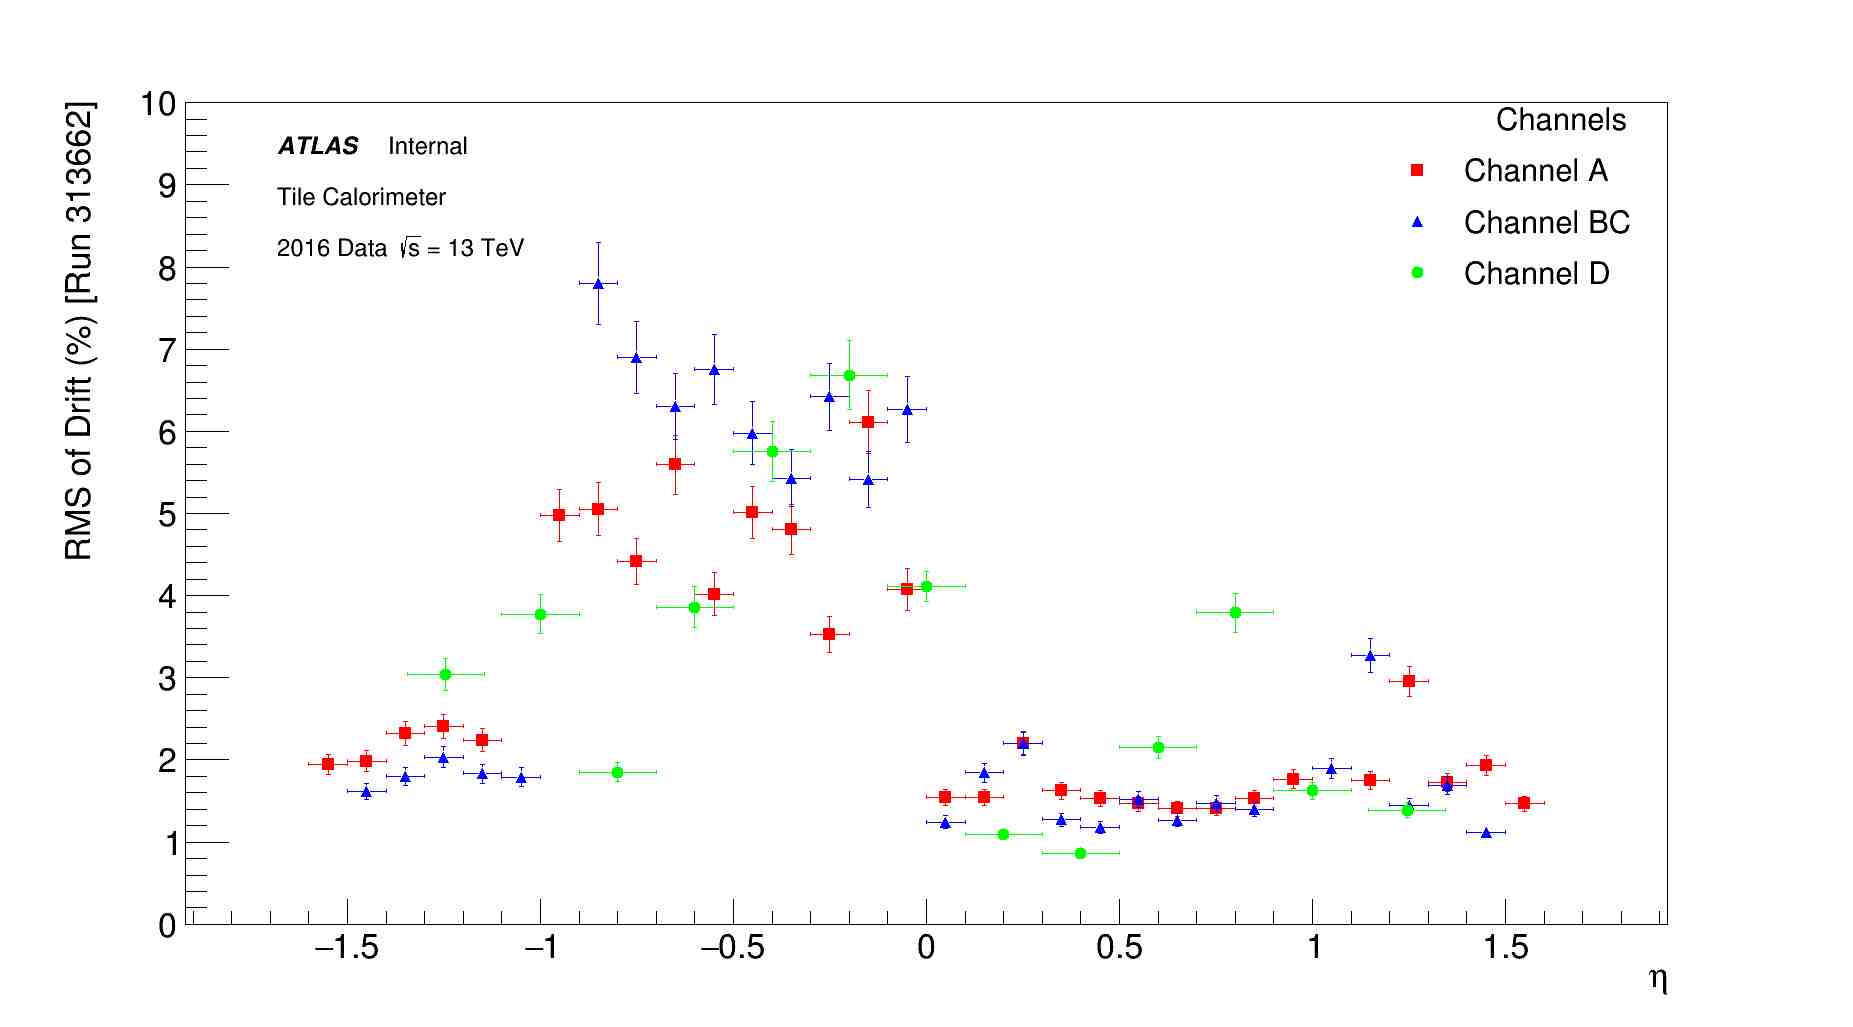 RMS of Drift (%) [Run 313662]
10
9
8
7
6
5
4
3
2
1
0
ATLAS Internal
Tile Calorimeter
2016 Data √s = 13 TeV
Channels
Channel A
Channel BC
Channel D
−1.5 −1 −0.5 0 0.5 1 1.5
η